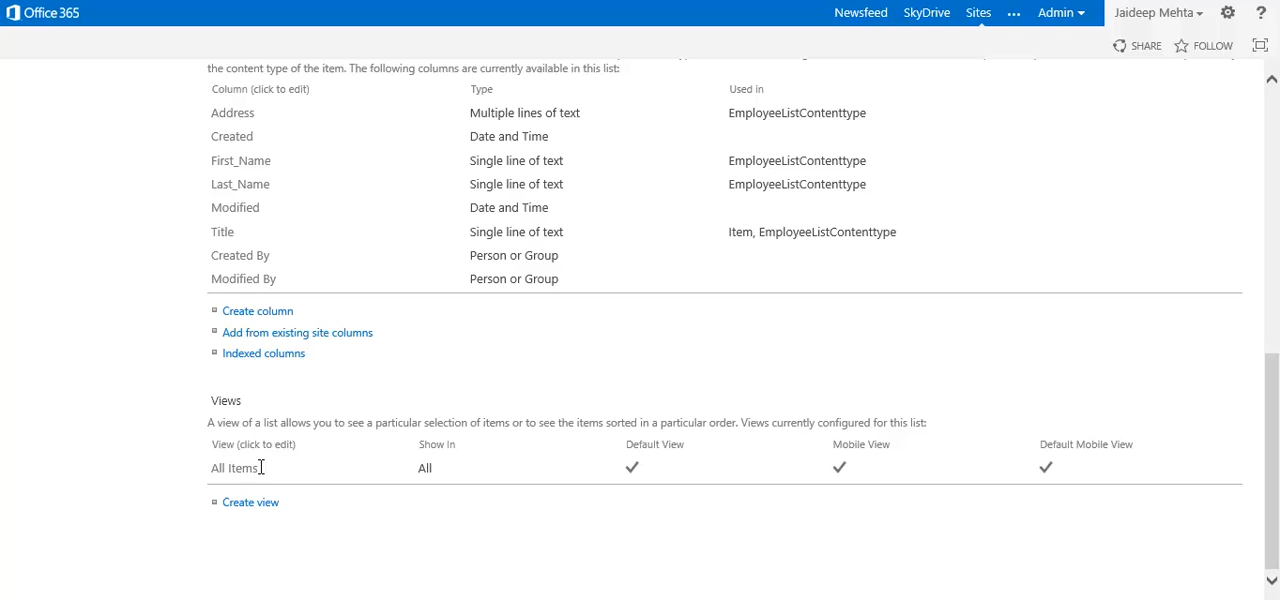 Office 365 Newsfeed SkyDrive Sites ... Admin Jaideep Mehta ?
SHARE FOLLOW
the content type of the item. The following columns are currently available in this list:
Column (click to edit) Type Used in
Address Multiple lines of text EmployeeListContenttype
Created Date and Time
First_Name Single line of text EmployeeListContenttype
Last_Name Single line of text EmployeeListContenttype
Modified Date and Time
Title Single line of text Item, EmployeeListContenttype
Created By Person or Group
Modified By Person or Group
Create column
Add from existing site columns
Indexed columns
Views
A view of a list allows you to see a particular selection of items or to see the items sorted in a particular order. Views currently configured for this list:
View (click to edit) Show In Default View Mobile View Default Mobile View
All Items All
Create view